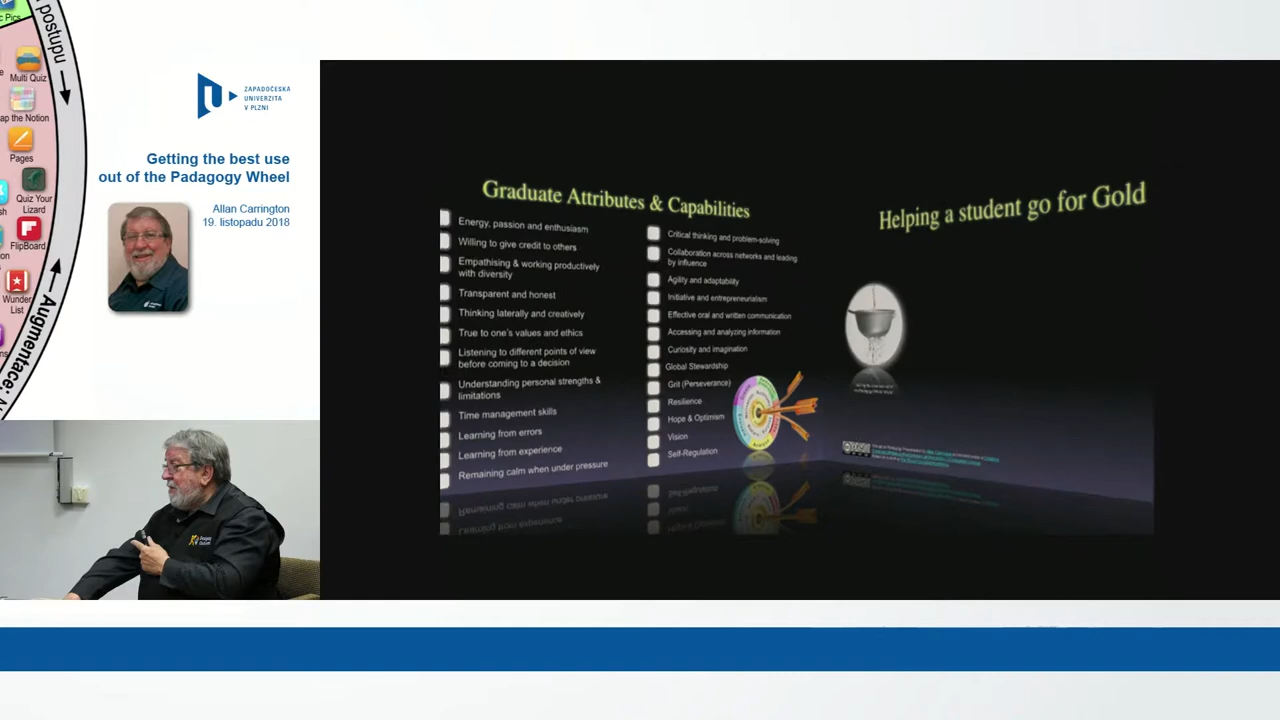 c Pics
postupu
Multi Quiz
ap the Notion
Pages
Quiz Your
Lizard
FlipBoard
Wunder
List
Augmentace:
ZÁPADOČESKÁ
UNIVERZITA
V PLZNI
Getting the best use
out of the Padagogy Wheel
Allan Carrington
19. listopadu 2018
Graduate Attributes & Capabilities
Energy, passion and enthusiasm
Willing to give credit to others
Empathising & working productively
with diversity
Transparent and honest
Thinking laterally and creatively
True to one's values and ethics
Listening to different points of view
before coming to a decision
Understanding personal strengths &
limitations
Time management skills
Learning from errors
Learning from experience
Remaining calm when under pressure
Critical thinking and problem-solving
Collaboration across networks and leading
by influence
Agility and adaptability
Initiative and entrepreneurialism
Effective oral and written communication
Accessing and analyzing information
Curiosity and imagination
Global Stewardship
Grit (Perseverance)
Resilience
Hope & Optimism
Vision
Self-Regulation
Helping a student go for Gold